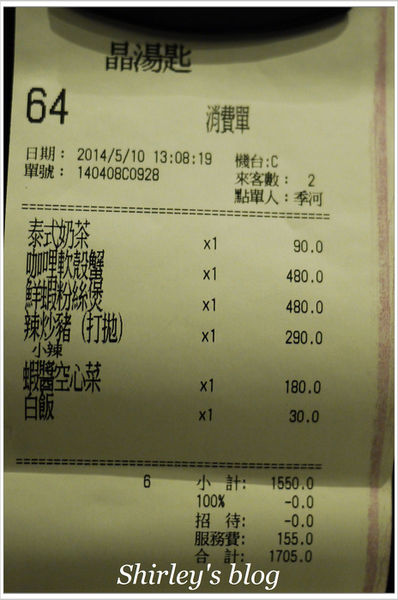 晶湯匙
64 消費單
日期： 2014/5/10 13:08:19 機台:C
單號： 140408C0928 來客數： 2
點單人：季河
泰式奶茶 x1 90.0
咖哩軟殼蟹 x1 480.0
鮮蝦粉絲煲 x1 480.0
辣炒豬（打拋） x1 290.0
小辣
蝦醬空心菜 x1 180.0
白飯 x1 30.0
6 小 計： 1550.0
100% -0.0
招 待： -0.0
服務費： 155.0
合 計： 1705.0
Shirley's blog